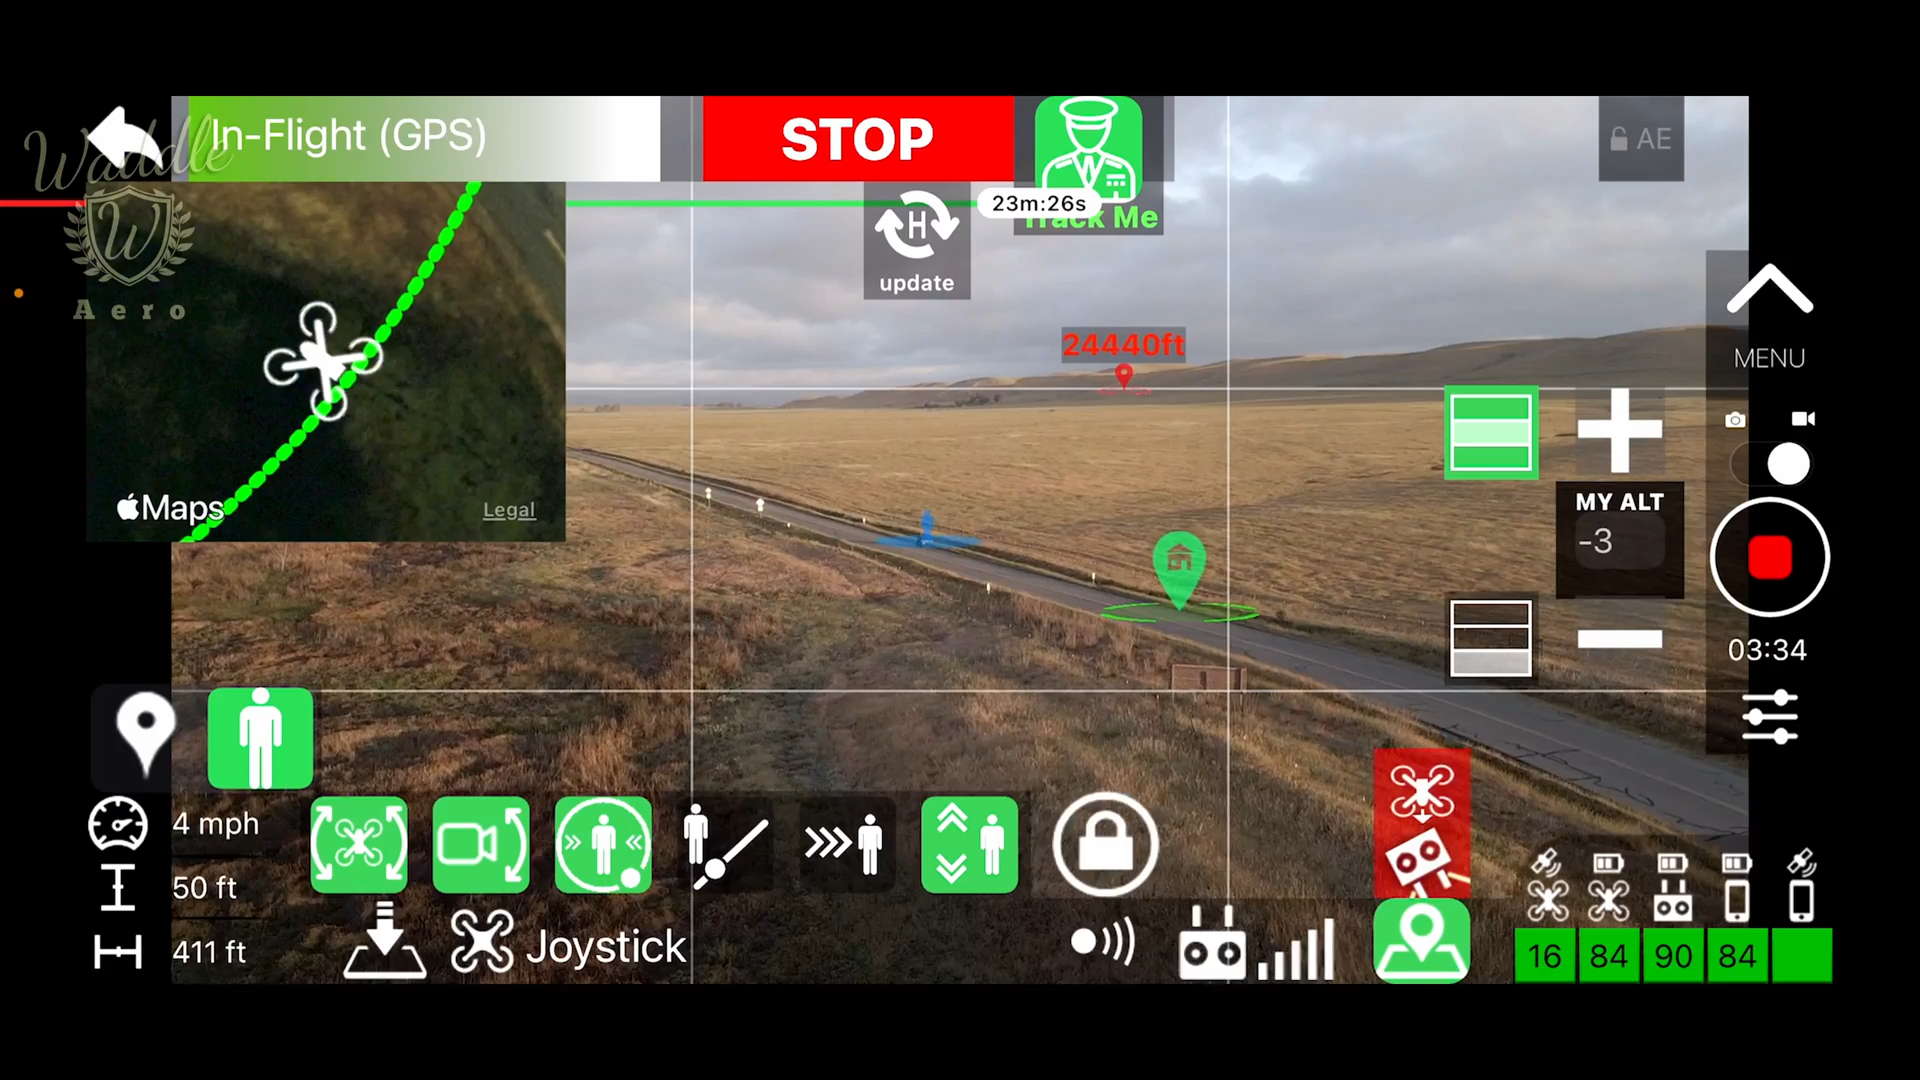 In-Flight (GPS)
STOP
AE
Waddle
W
Aero
23m:26s
Track Me
H
update
24440ft
MENU
Maps
Legal
MY ALT
-3
03:34
4 mph
50 ft
411 ft
Joystick
16 84 90 84